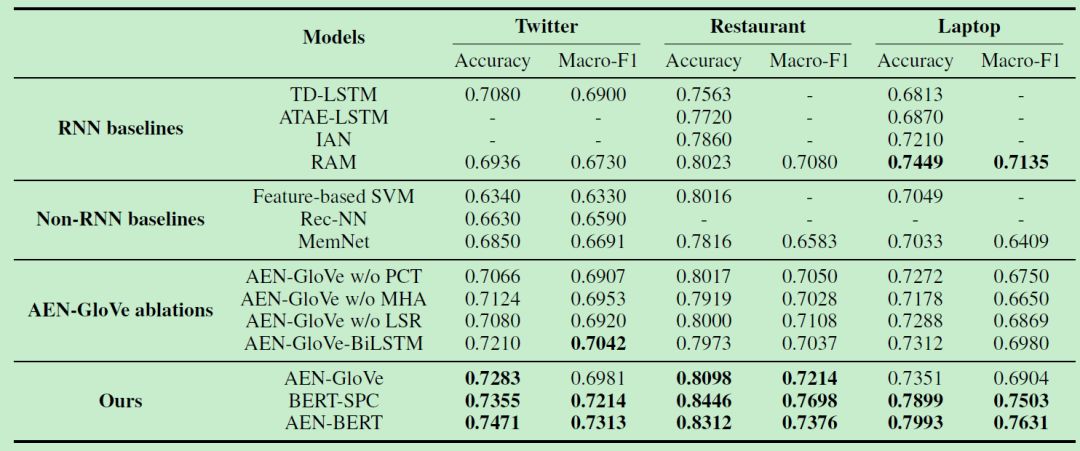 Models Twitter Restaurant Laptop
Accuracy Macro-F1 Accuracy Macro-F1 Accuracy Macro-F1
RNN baselines
TD-LSTM 0.7080 0.6900 0.7563 - 0.6813 -
ATAE-LSTM - - 0.7720 - 0.6870 -
IAN - - 0.7860 - 0.7210 -
RAM 0.6936 0.6730 0.8023 0.7080 0.7449 0.7135
Non-RNN baselines
Feature-based SVM 0.6340 0.6330 0.8016 - 0.7049 -
Rec-NN 0.6630 0.6590 - - - -
MemNet 0.6850 0.6691 0.7816 0.6583 0.7033 0.6409
AEN-GloVe ablations
AEN-GloVe w/o PCT 0.7066 0.6907 0.8017 0.7050 0.7272 0.6750
AEN-GloVe w/o MHA 0.7124 0.6953 0.7919 0.7028 0.7178 0.6650
AEN-GloVe w/o LSR 0.7080 0.6920 0.8000 0.7108 0.7288 0.6869
AEN-GloVe-BiLSTM 0.7210 0.7042 0.7973 0.7037 0.7312 0.6980
Ours
AEN-GloVe 0.7283 0.6981 0.8098 0.7214 0.7351 0.6904
BERT-SPC 0.7355 0.7214 0.8446 0.7698 0.7899 0.7503
AEN-BERT 0.7471 0.7313 0.8312 0.7376 0.7993 0.7631